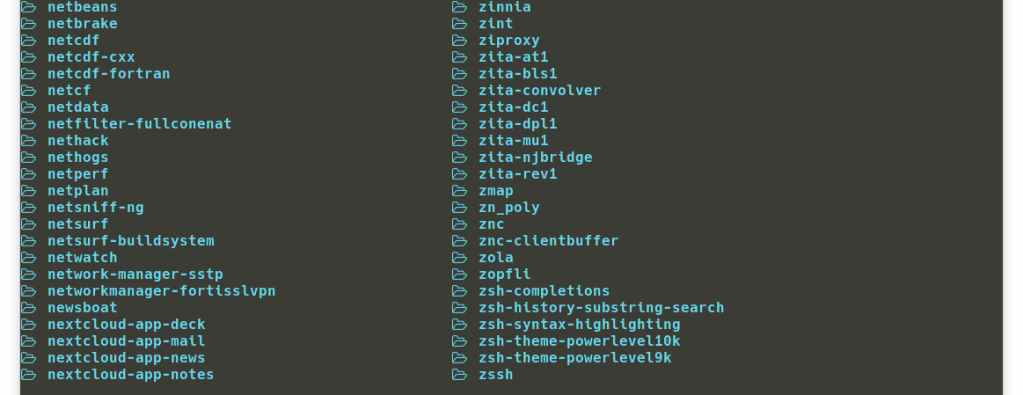 netbeans
netbrake
netcdf
netcdf-cxx
netcdf-fortran
netcf
netdata
netfilter-fullconenat
nethack
nethogs
netperf
netplan
netsniff-ng
netsurf
netsurf-buildsystem
netwatch
network-manager-sstp
networkmanager-fortisslvpn
newsboat
nextcloud-app-deck
nextcloud-app-mail
nextcloud-app-news
nextcloud-app-notes
zinnia
zint
ziproxy
zita-at1
zita-bls1
zita-convolver
zita-dc1
zita-dpl1
zita-mu1
zita-njbridge
zita-rev1
zmap
zn_poly
znc
znc-clientbuffer
zola
zopfli
zsh-completions
zsh-history-substring-search
zsh-syntax-highlighting
zsh-theme-powerlevel10k
zsh-theme-powerlevel9k
zssh